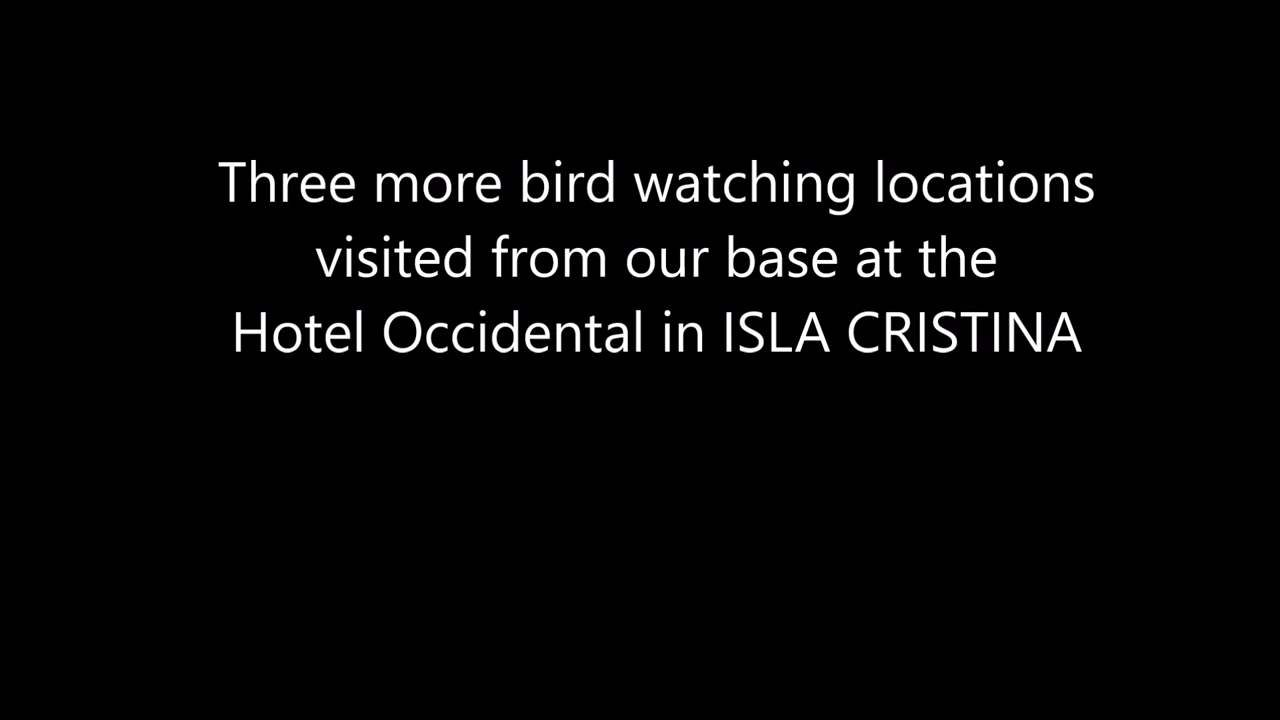 Three more bird watching locations
visited from our base at the
Hotel Occidental in ISLA CRISTINA